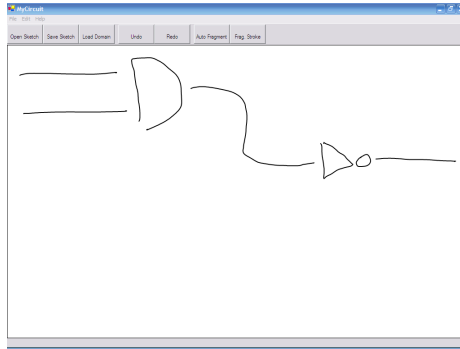 MyCircuit
File Edit Help
Open Sketch Save Sketch Load Domain Undo Redo Auto Fragment Frag. Stroke